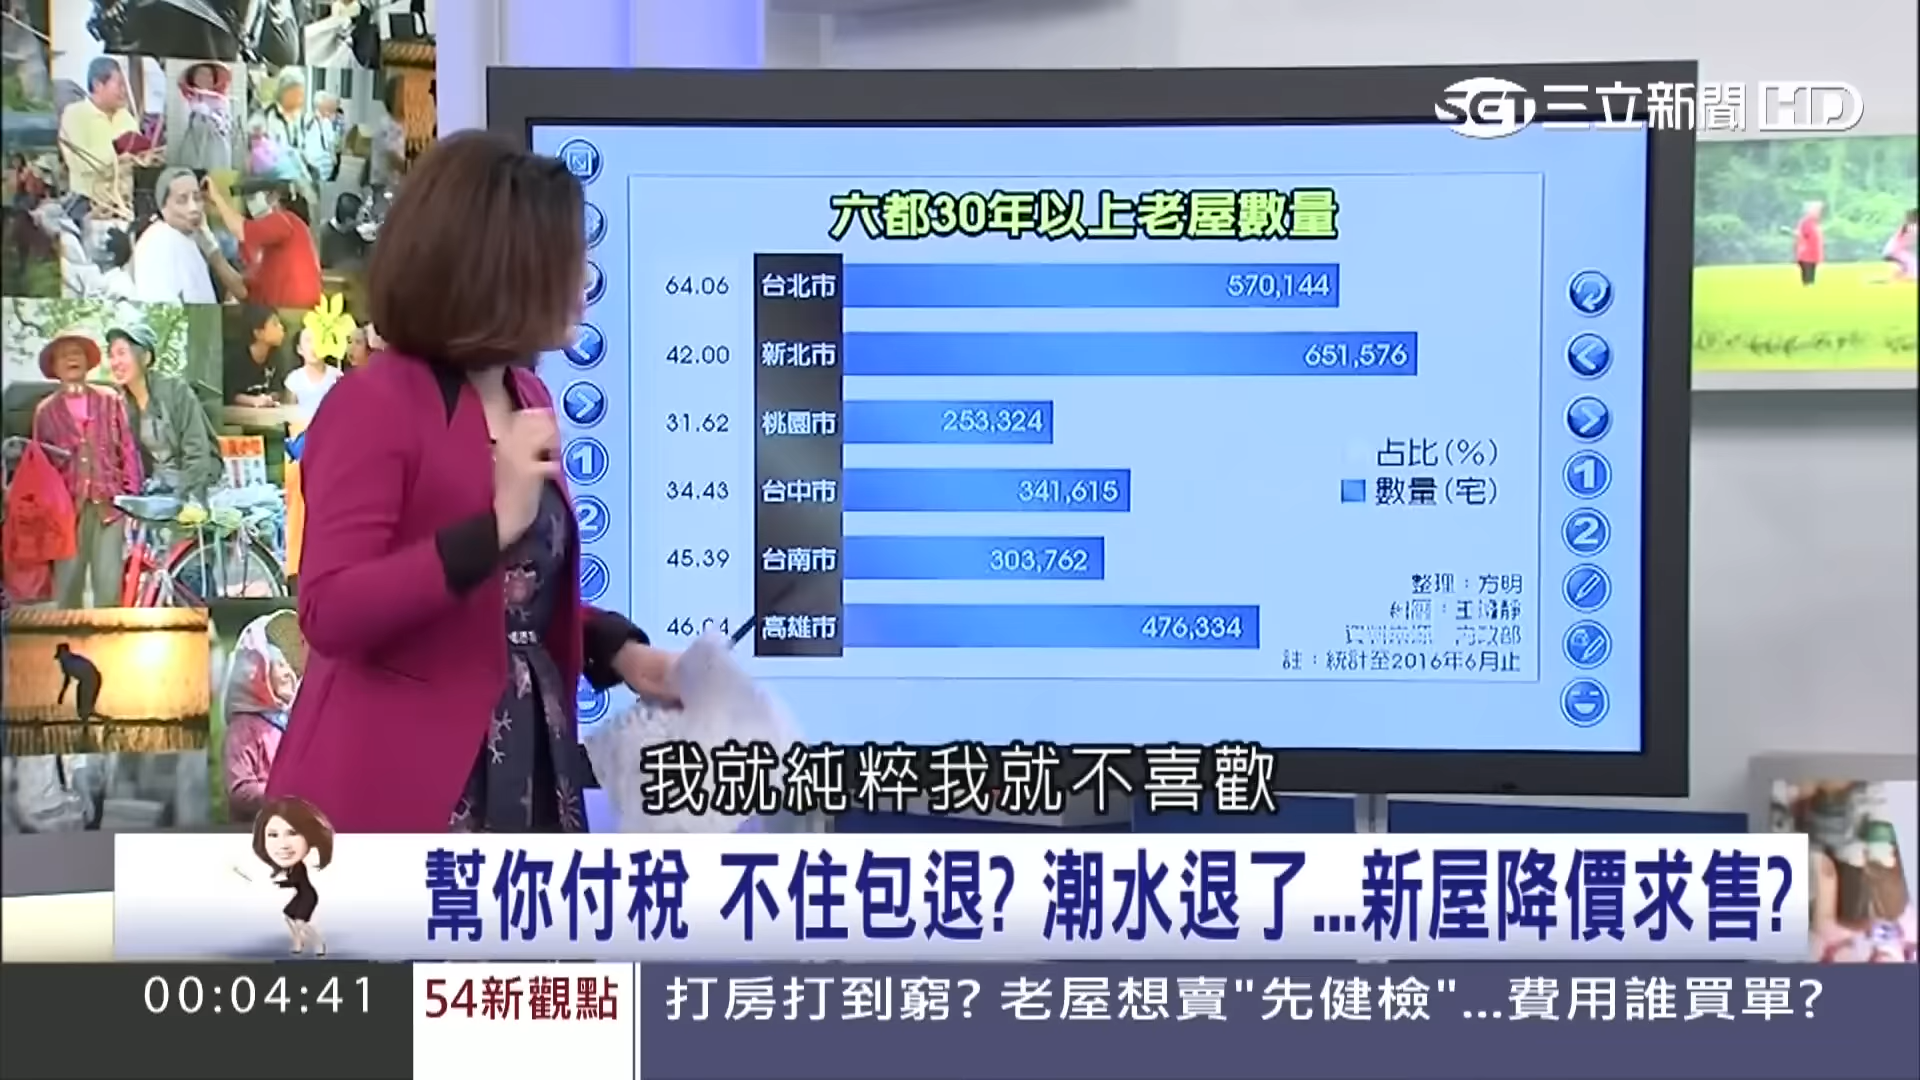 SET三立新聞HD
六都30年以上老屋數量
64.06 台北市 570,144
42.00 新北市 651,576
31.62 桃園市 253,324
34.43 台中市 341,615
45.39 台南市 303,762
高雄市 476,334
占比(%)
數量(宅)
整理：方明
註：統計至2016年6月止
1
2
2
1
我就純粹我就不喜歡
幫你付稅 不住包退? 潮水退了...新屋降價求售?
00:04:41
54新觀點
打房打到窮? 老屋想賣"先健檢"...費用誰買單?